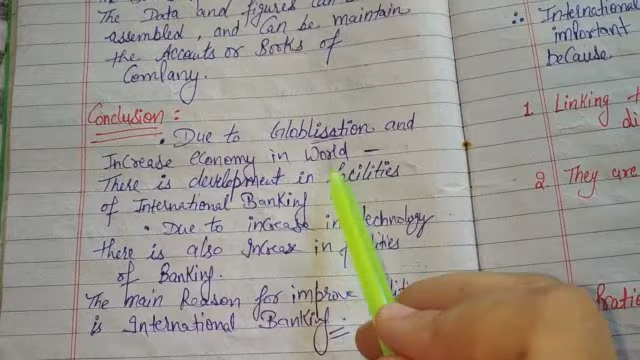 The Data and figures can
assembled, and can be maintain
the Accouts or Books of
Company.
Conclusion :
• Due to Globlisation and
Increase economy in World –
There is development in facilities
of International Banking
• Due to increase in technology
there is also Increase in
of Banking.
The main Reason for improve
is International Banking.
∴ International
important
because
1 Linking
2. They are